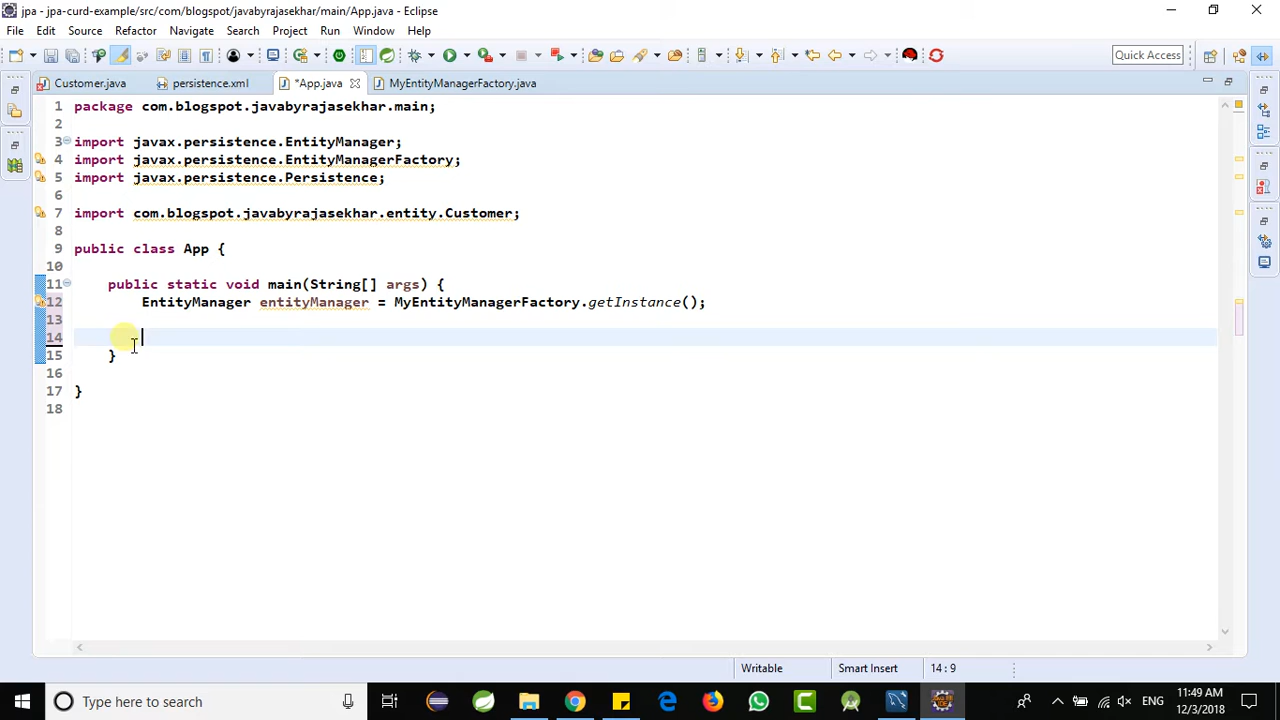 jpa - jpa-curd-example/src/com/blogspot/javabyrajasekhar/main/App.java - Eclipse
File Edit Source Refactor Navigate Search Project Run Window Help
Quick Access
Customer.java persistence.xml *App.java MyEntityManagerFactory.java
1 package com.blogspot.javabyrajasekhar.main;
2
3 import javax.persistence.EntityManager;
4 import javax.persistence.EntityManagerFactory;
5 import javax.persistence.Persistence;
6
7 import com.blogspot.javabyrajasekhar.entity.Customer;
8
9 public class App {
10
11 public static void main(String[] args) {
12 EntityManager entityManager = MyEntityManagerFactory.getInstance();
13
14
15 }
16
17 }
18
Writable Smart Insert 14 : 9
Type here to search
ENG
11:49 AM
12/3/2018